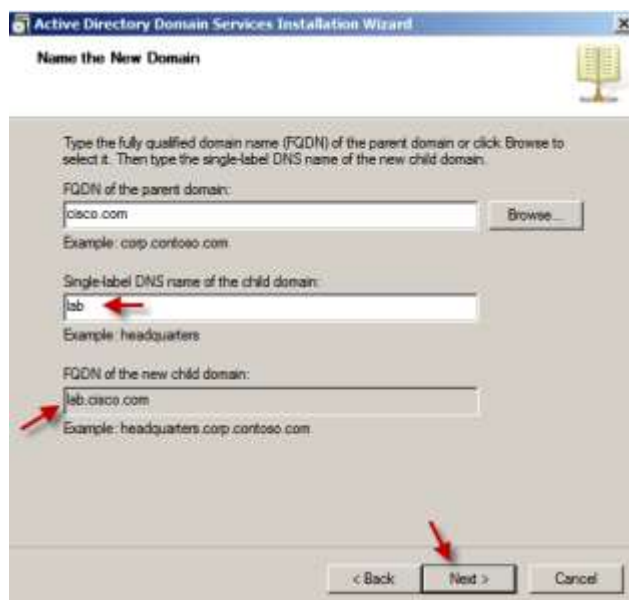 Active Directory Domain Services Installation Wizard
Name the New Domain
Type the fully qualified domain name (FQDN) of the parent domain or click Browse to
select it. Then type the single-label DNS name of the new child domain.
FQDN of the parent domain:
cisco.com
Browse...
Example: corp.contoso.com
Single-label DNS name of the child domain:
lab
Example: headquarters
FQDN of the new child domain:
lab.cisco.com
Example: headquarters.corp.contoso.com
< Back
Next >
Cancel